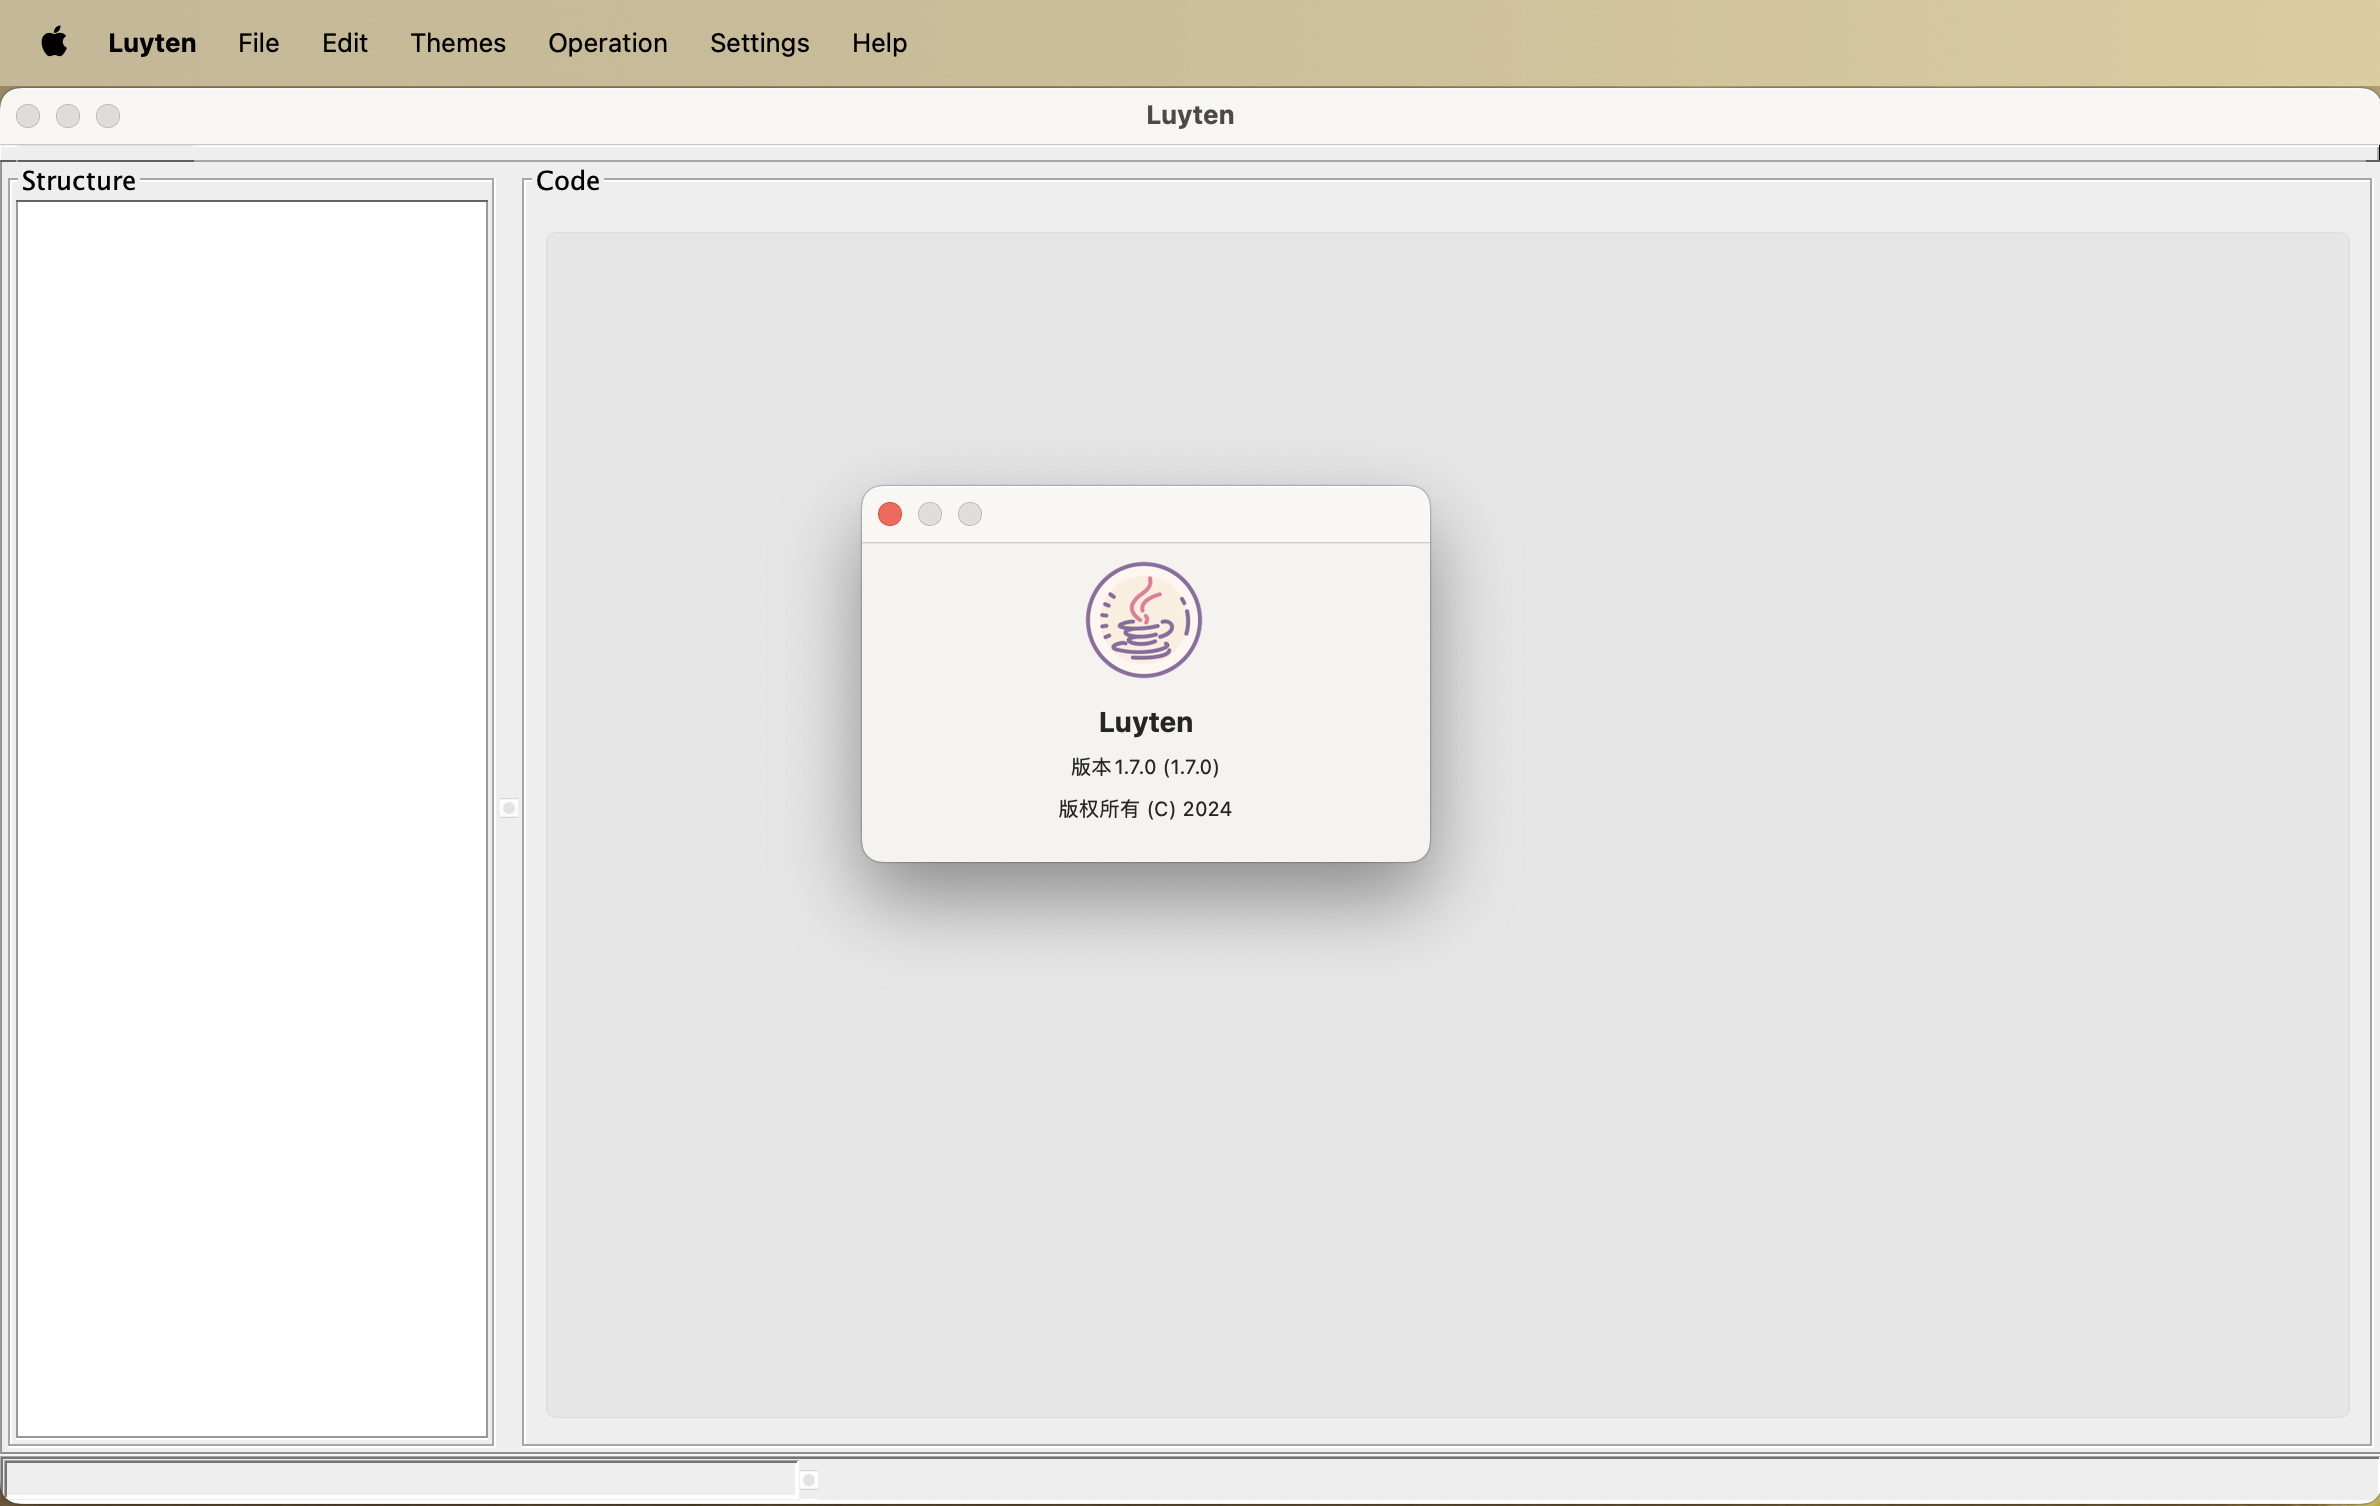 Luyten File Edit Themes Operation Settings Help
Luyten
Structure
Code
Luyten
版本1.7.0 (1.7.0)
版权所有 (C) 2024